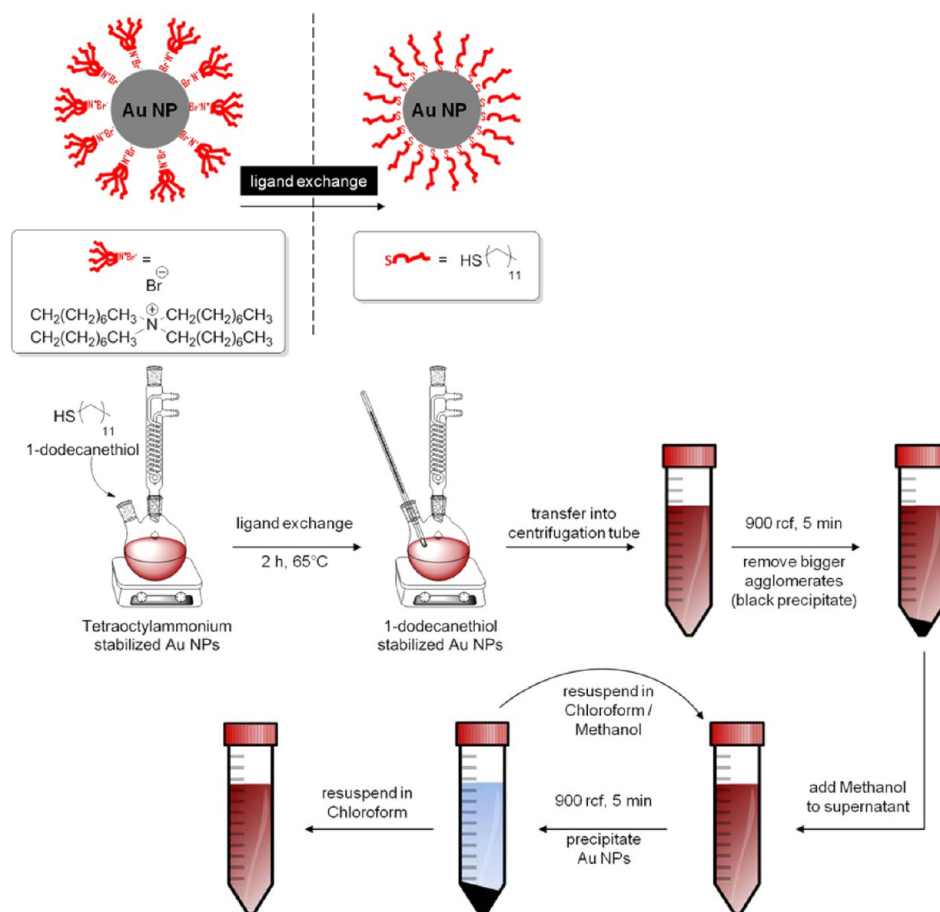 Au NP
Au NP
N⁺Br⁻
S
ligand exchange
N⁺Br⁻ =
Br⊖
CH₂(CH₂)₆CH₃ ⊕ CH₂(CH₂)₆CH₃
N
CH₂(CH₂)₆CH₃ CH₂(CH₂)₆CH₃
S = HS
11
HS
11
1-dodecanethiol
ligand exchange
2 h, 65°C
Tetraoctylammonium
stabilized Au NPs
1-dodecanethiol
stabilized Au NPs
transfer into
centrifugation tube
900 rcf, 5 min
remove bigger
agglomerates
(black precipitate)
add Methanol
to supernatant
resuspend in
Chloroform /
Methanol
900 rcf, 5 min
precipitate
Au NPs
resuspend in
Chloroform